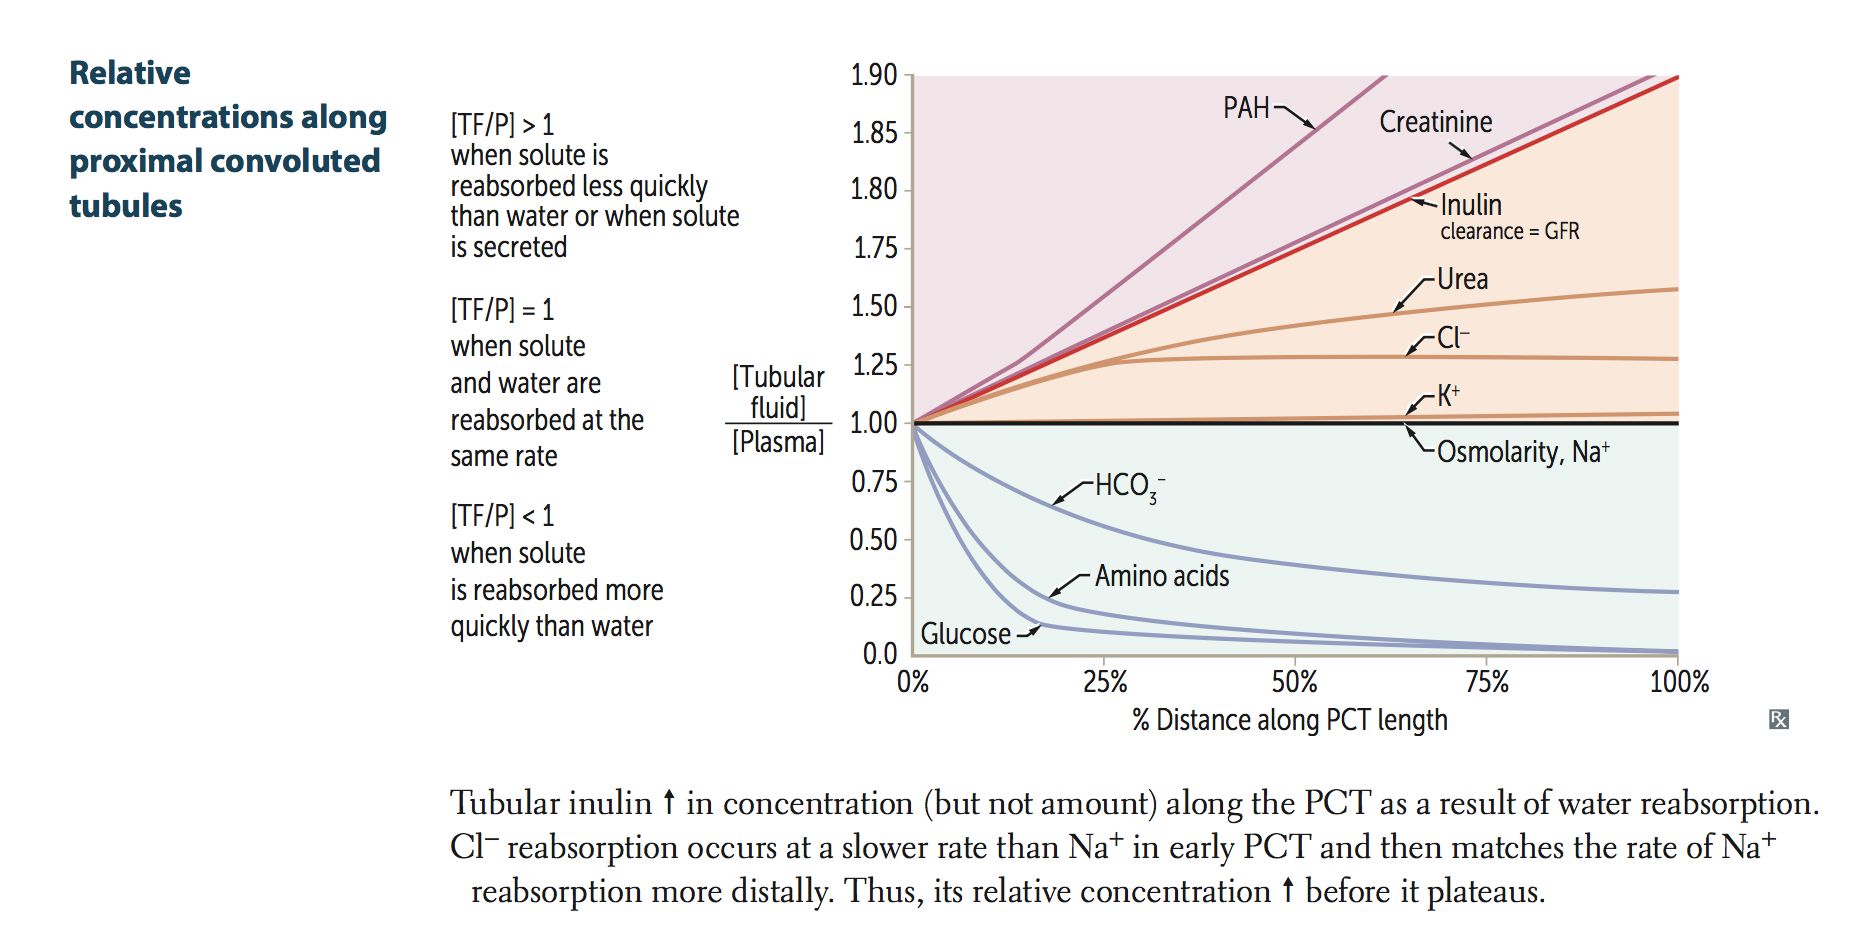 Relative
concentrations along
proximal convoluted
tubules
[TF/P] > 1
when solute is
reabsorbed less quickly
than water or when solute
is secreted
[TF/P] = 1
when solute
and water are
reabsorbed at the
same rate
[TF/P] < 1
when solute
is reabsorbed more
quickly than water
[Tubular
fluid]
[Plasma]
1.90
1.85
1.80
1.75
1.50
1.25
1.00
0.75
0.50
0.25
0.0
PAH
Creatinine
Inulin
clearance = GFR
Urea
Cl⁻
K⁺
Osmolarity, Na⁺
HCO₃⁻
Amino acids
Glucose
0%
25%
50%
75%
100%
% Distance along PCT length
Rx
Tubular inulin ↑ in concentration (but not amount) along the PCT as a result of water reabsorption.
Cl⁻ reabsorption occurs at a slower rate than Na⁺ in early PCT and then matches the rate of Na⁺
reabsorption more distally. Thus, its relative concentration ↑ before it plateaus.